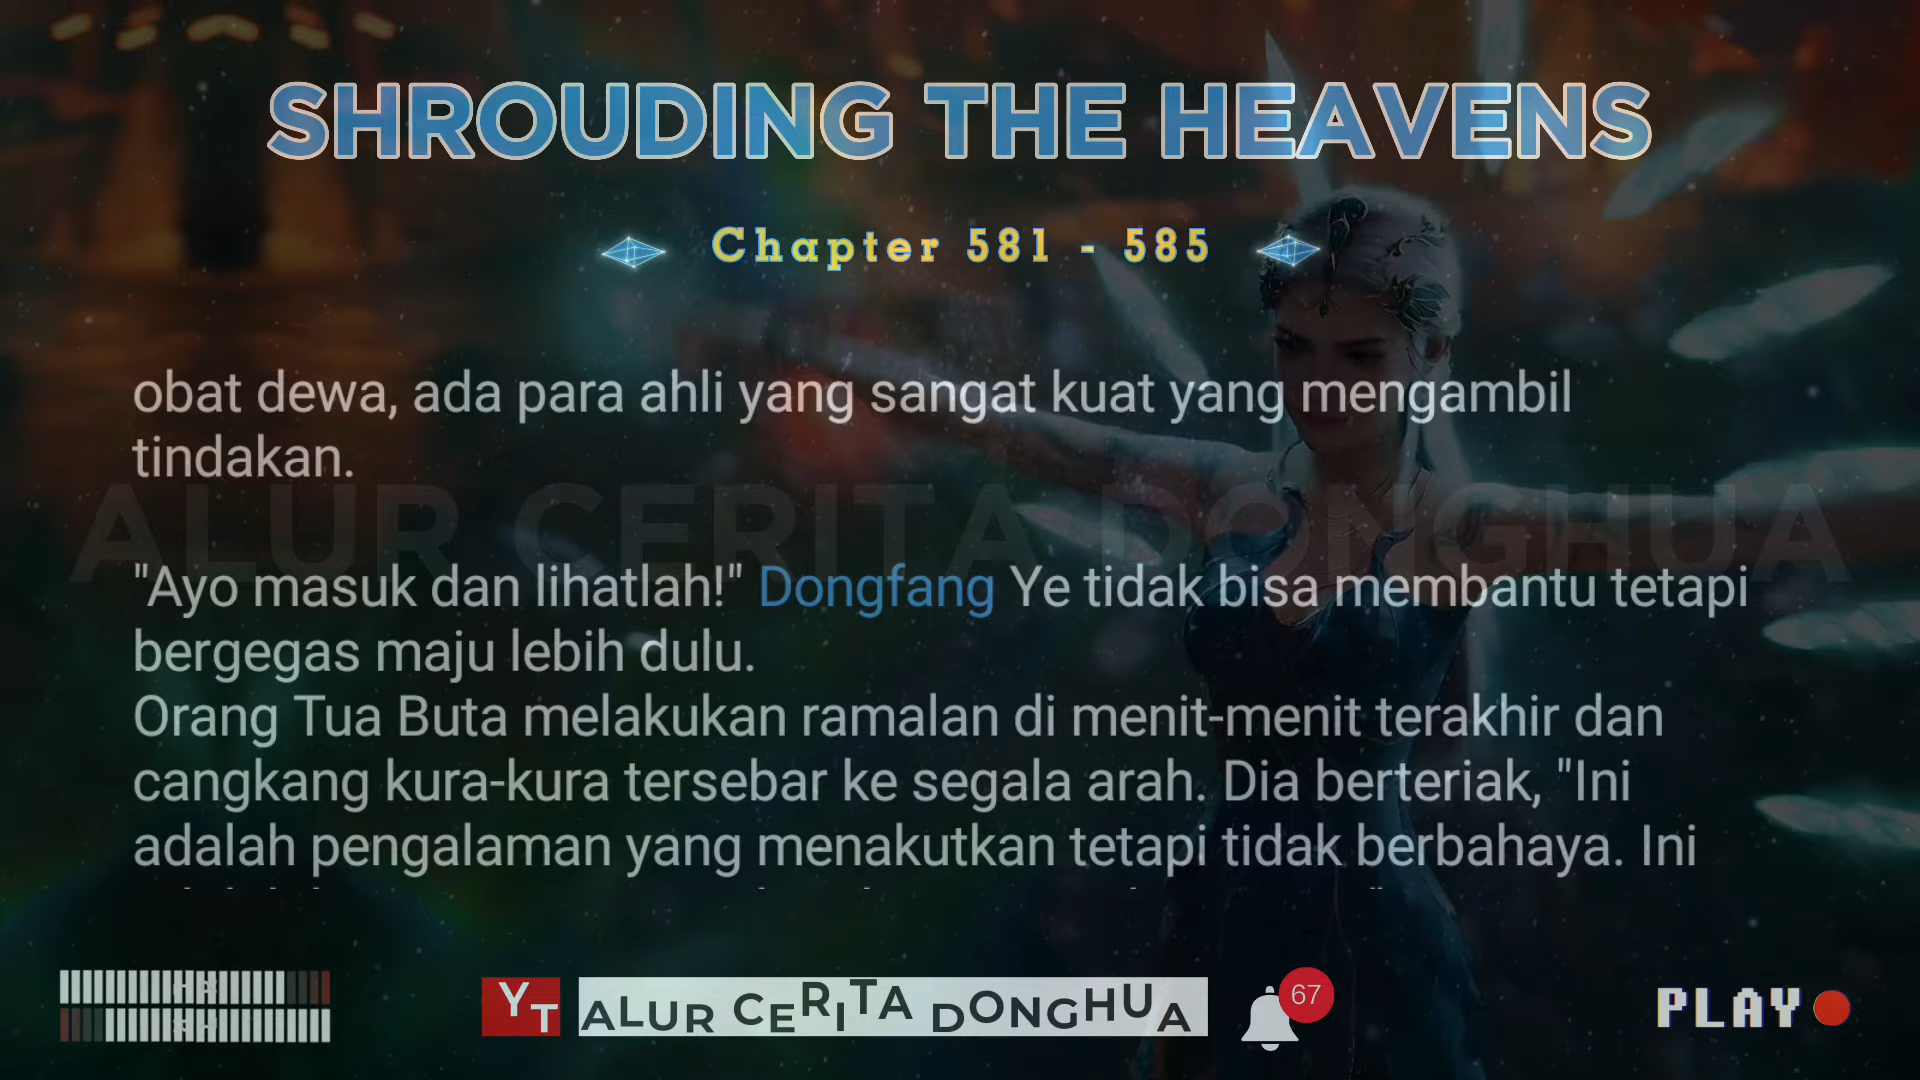 SHROUDING THE HEAVENS
Chapter 581 - 585
obat dewa, ada para ahli yang sangat kuat yang mengambil
tindakan.
ALUR CERITA DONGHUA
"Ayo masuk dan lihatlah!" Dongfang Ye tidak bisa membantu tetapi
bergegas maju lebih dulu.
Orang Tua Buta melakukan ramalan di menit-menit terakhir dan
cangkang kura-kura tersebar ke segala arah. Dia berteriak, "Ini
adalah pengalaman yang menakutkan tetapi tidak berbahaya. Ini
YT ALUR CERITA DONGHUA
67
PLAY